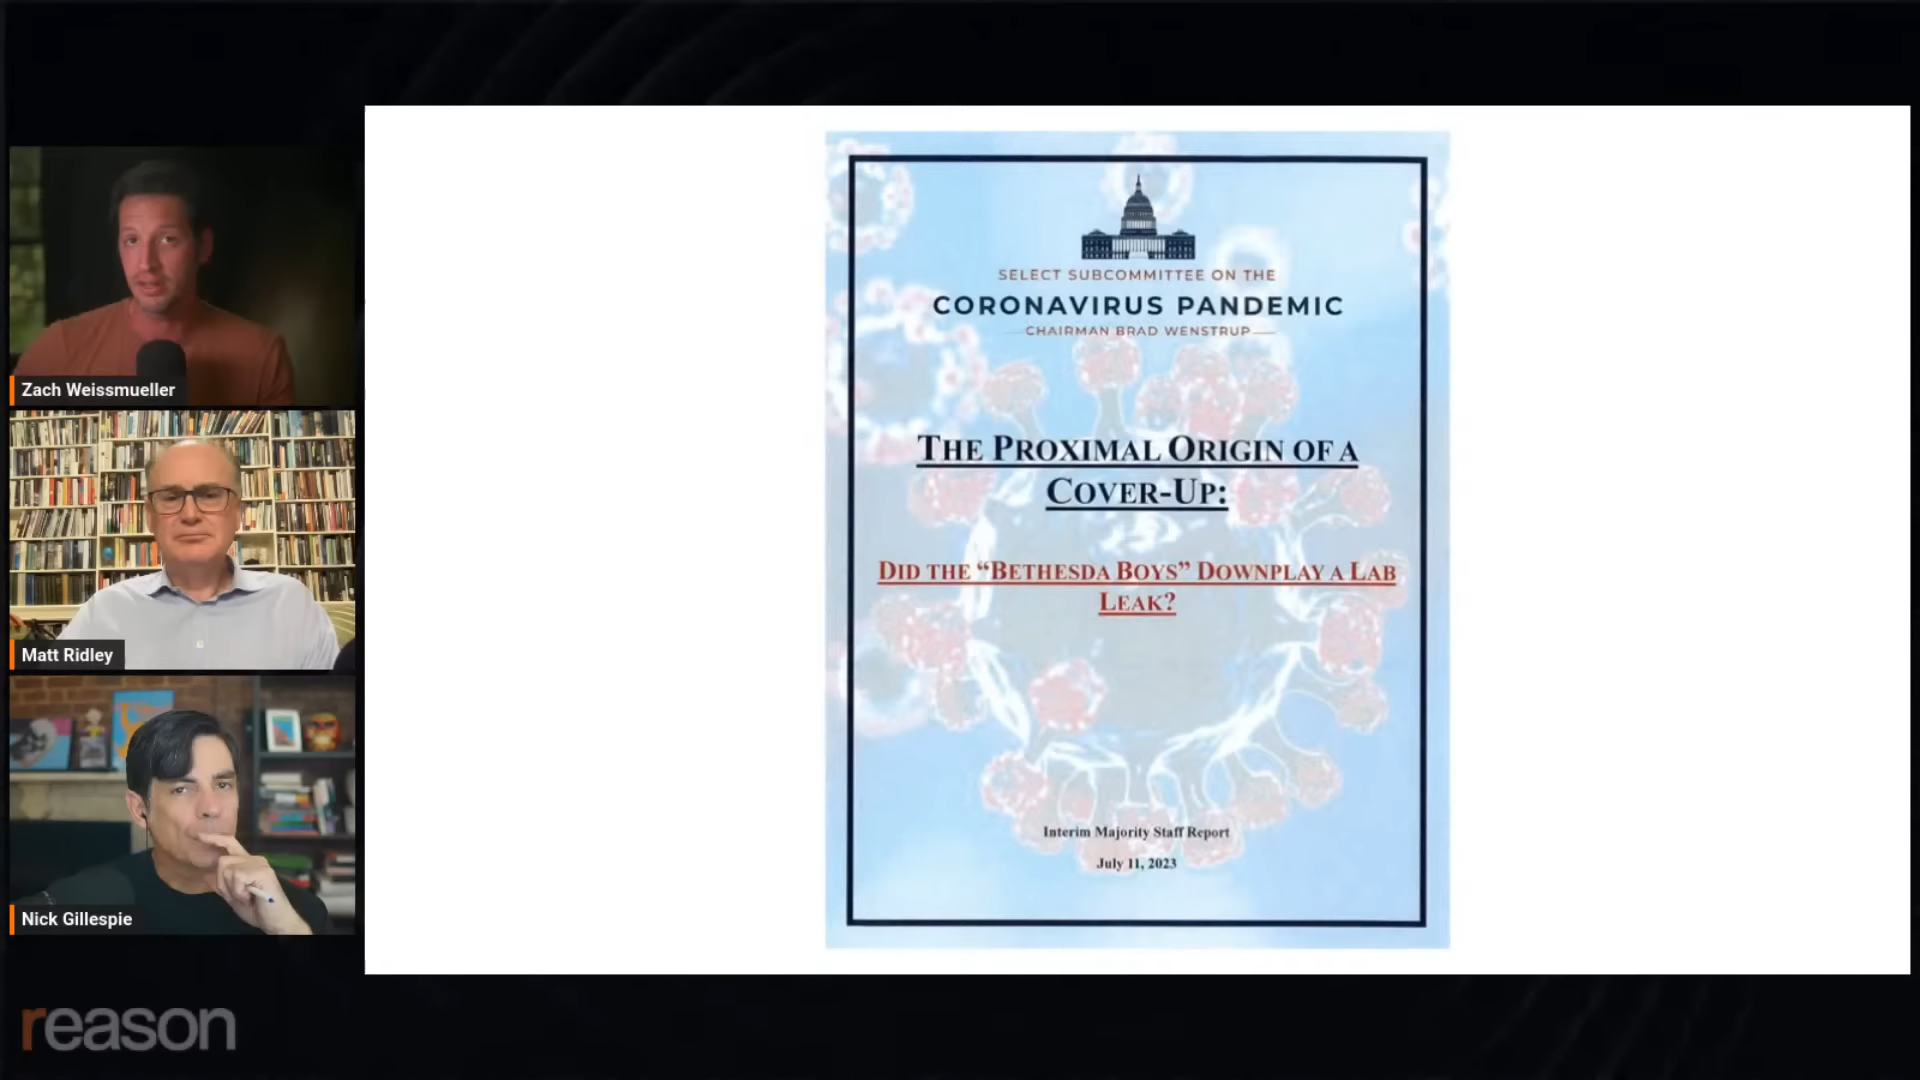 Zach Weissmueller
Matt Ridley
Nick Gillespie
reason
SELECT SUBCOMMITTEE ON THE
CORONAVIRUS PANDEMIC
CHAIRMAN BRAD WENSTRUP
THE PROXIMAL ORIGIN OF A
COVER-UP:
DID THE “BETHESDA BOYS” DOWNPLAY A LAB
LEAK?
Interim Majority Staff Report
July 11, 2023